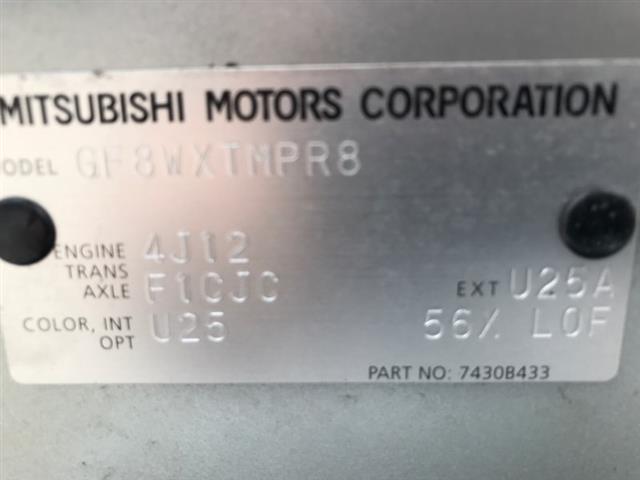 MITSUBISHI MOTORS CORPORATION
MODEL GF8WXTMPR8
ENGINE 4J12
TRANS
AXLE F1CJC EXT U25A
COLOR, INT U25 56% LOF
OPT
PART NO: 7430B433